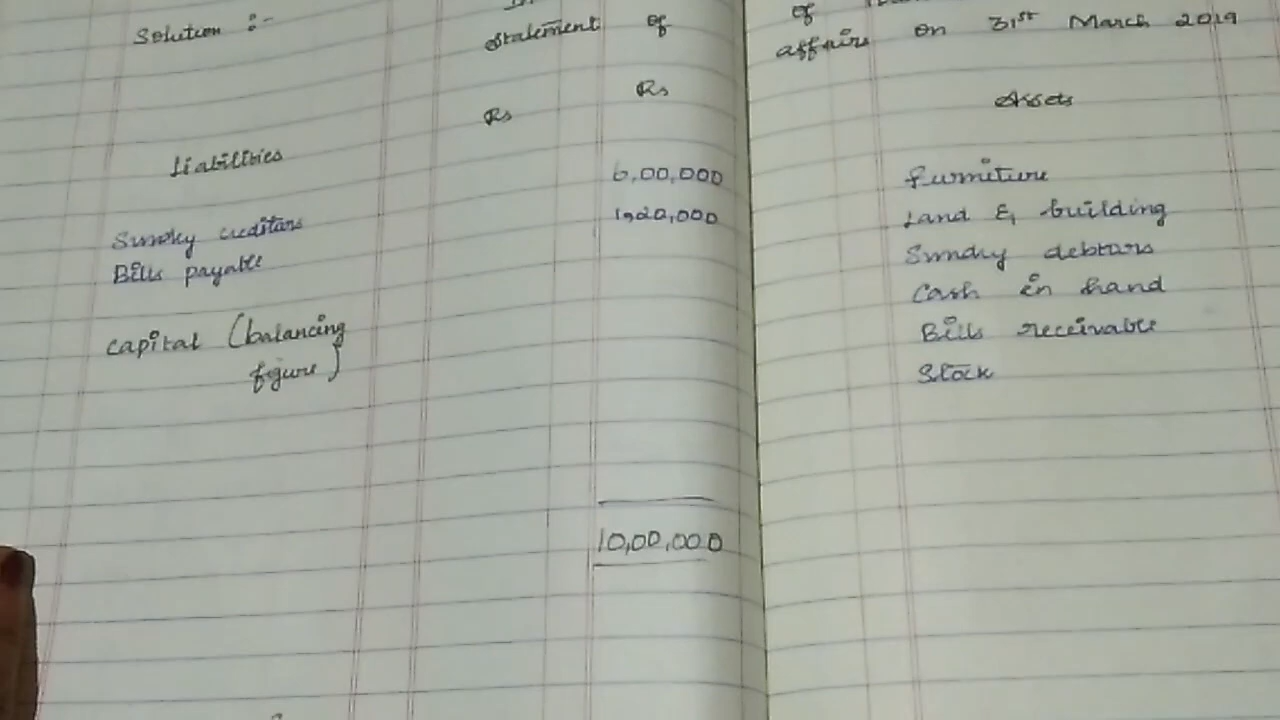 Solution :-
Statement of
of
affairs on 31st March 2019
Rs
Rs
Assets
Liabilities
6,00,000
Furniture
Sundry creditors
1,20,000
Land & building
Bills payable
Sundry debtors
Cash in hand
Capital (balancing
Bills receivable
figure)
Stock
10,00,000